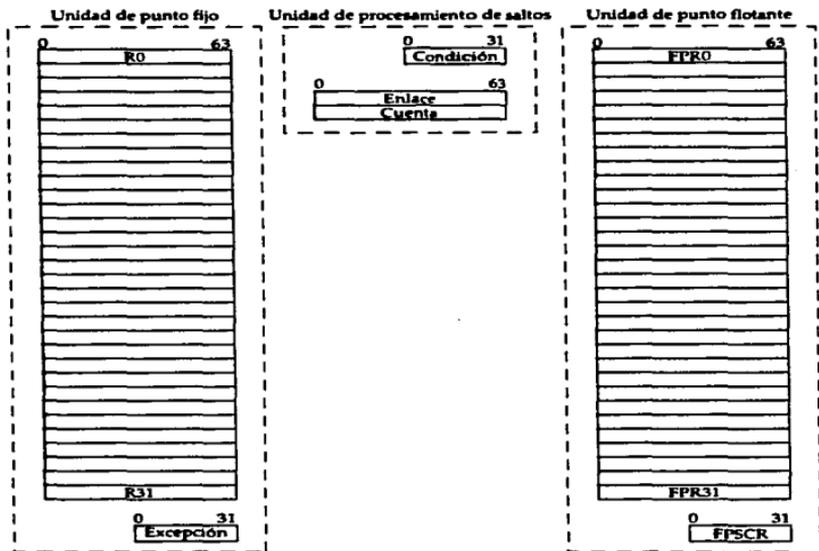 Unidad de punto fijo
0 63
R0
R31
0 31
Excepción
Unidad de procesamiento de saltos
0 31
Condición
0 63
Enlace
Cuenta
Unidad de punto flotante
0 63
FPR0
FPR31
0 31
FPSCR